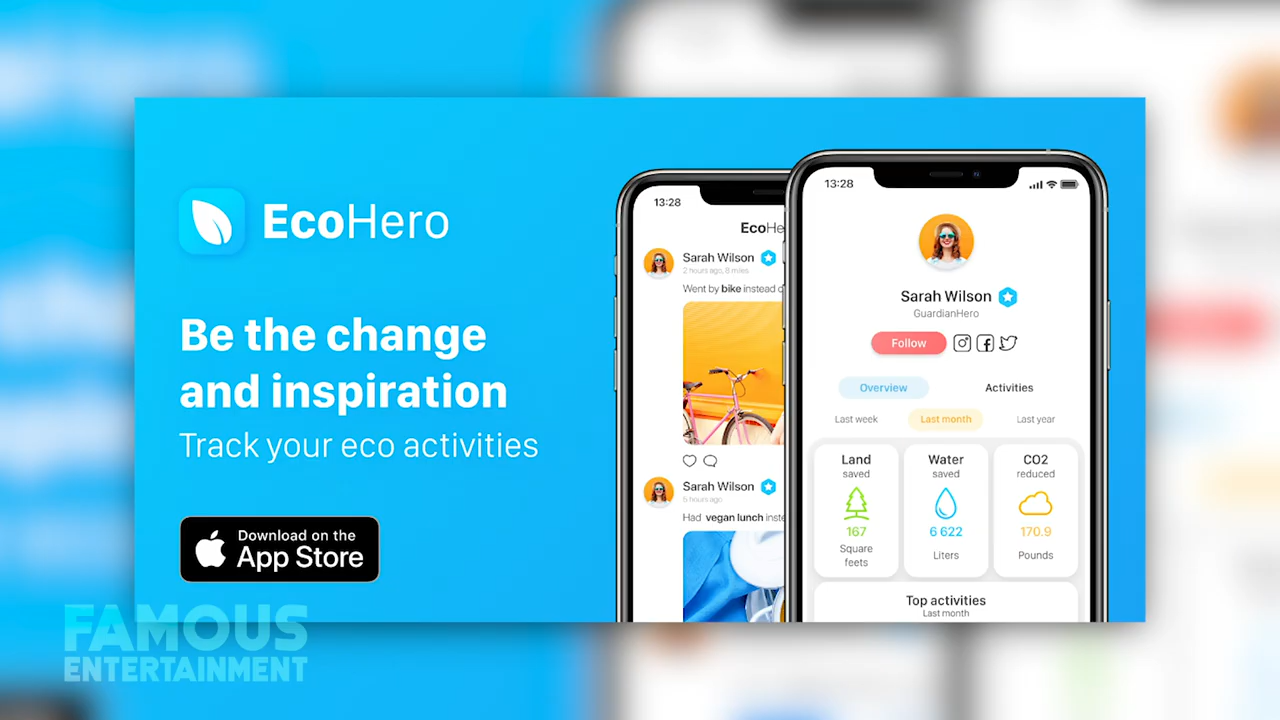 EcoHero
Be the change
and inspiration
Track your eco activities
Download on the
App Store
FAMOUS
ENTERTAINMENT
13:28
EcoHe
Sarah Wilson
2 hours ago, 8 miles
Went by bike instead
Sarah Wilson
5 hours ago
Had vegan lunch inste
13:28
Sarah Wilson
GuardianHero
Follow
Overview Activities
Last week Last month Last year
Land Water CO2
saved saved reduced
167 6 622 170.9
Square Liters Pounds
feets
Top activities
Last month